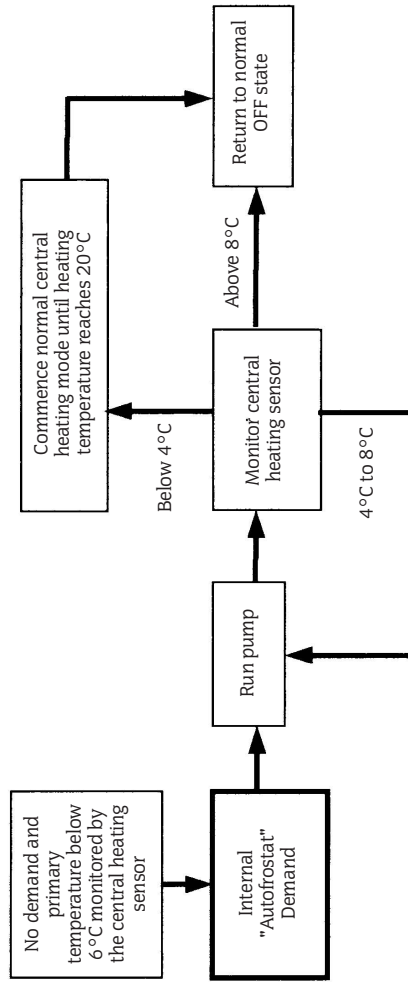 No demand and
primary
temperature below
6°C monitored by
the central heating
sensor
Internal
"Autofrostat"
Demand
Run pump
Monitor central
heating sensor
Below 4°C
4°C to 8°C
Above 8°C
Commence normal central
heating mode until heating
temperature reaches 20°C
Return to normal
OFF state